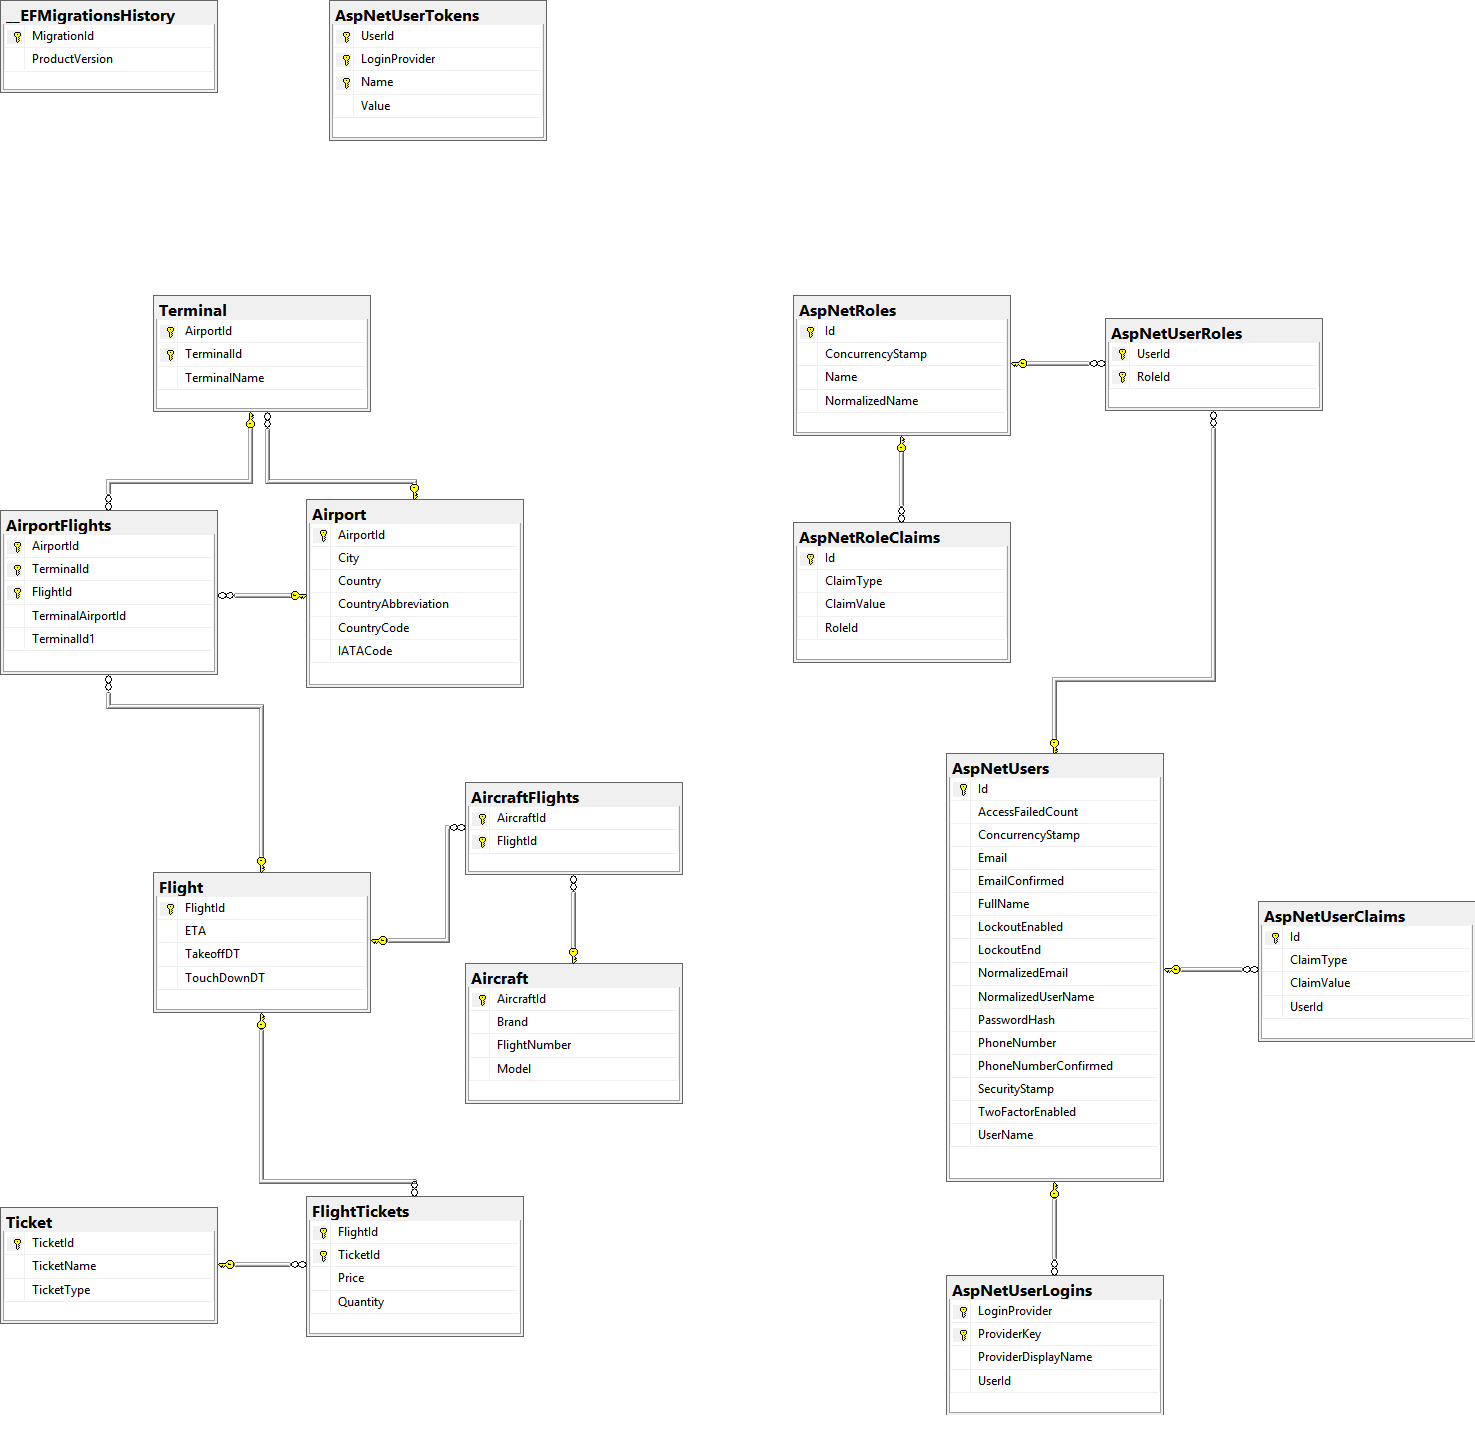 __EFMigrationsHistory
MigrationId
ProductVersion
AspNetUserTokens
UserId
LoginProvider
Name
Value
Terminal
AirportId
TerminalId
TerminalName
AspNetRoles
Id
ConcurrencyStamp
Name
NormalizedName
AspNetUserRoles
UserId
RoleId
AirportFlights
AirportId
TerminalId
FlightId
TerminalAirportId
TerminalId1
Airport
AirportId
City
Country
CountryAbbreviation
CountryCode
IATACode
AspNetRoleClaims
Id
ClaimType
ClaimValue
RoleId
AircraftFlights
AircraftId
FlightId
Flight
FlightId
ETA
TakeoffDT
TouchDownDT
Aircraft
AircraftId
Brand
FlightNumber
Model
AspNetUsers
Id
AccessFailedCount
ConcurrencyStamp
Email
EmailConfirmed
FullName
LockoutEnabled
LockoutEnd
NormalizedEmail
NormalizedUserName
PasswordHash
PhoneNumber
PhoneNumberConfirmed
SecurityStamp
TwoFactorEnabled
UserName
AspNetUserClaims
Id
ClaimType
ClaimValue
UserId
Ticket
TicketId
TicketName
TicketType
FlightTickets
FlightId
TicketId
Price
Quantity
AspNetUserLogins
LoginProvider
ProviderKey
ProviderDisplayName
UserId